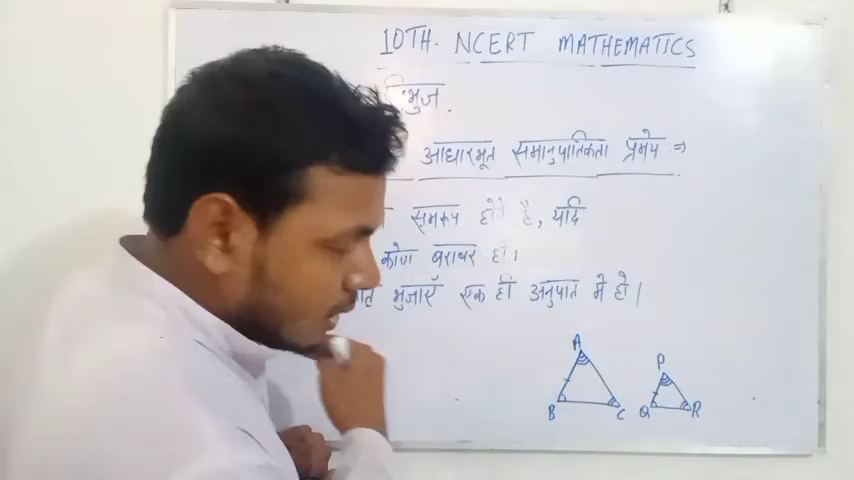 10TH. NCERT MATHEMATICS
आधारभूत समानुपातिकता प्रमेय ⇒
समरूप होते है, यदि
कोण बराबर हो।
भुजाएँ एक ही अनुपात मे हो।
A
P
B C Q R